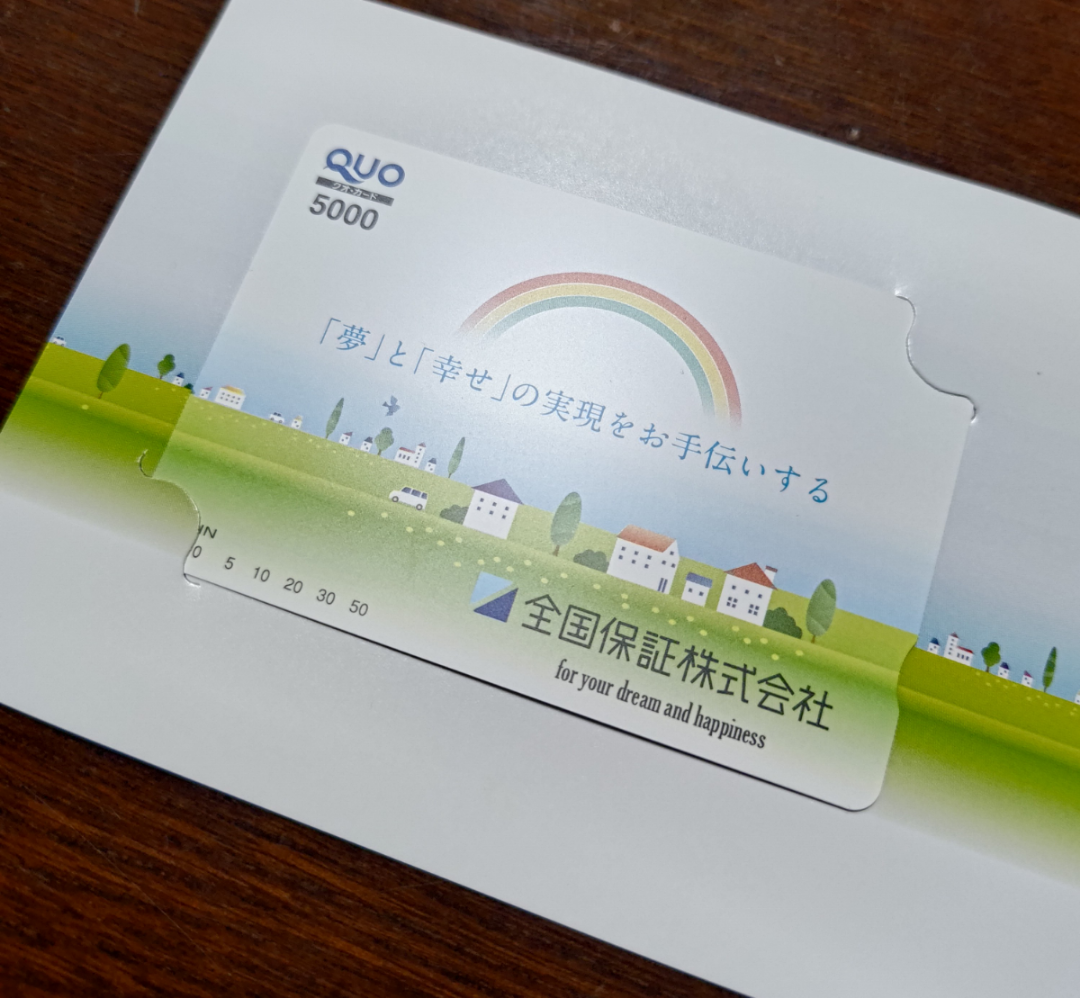 QUO
クオ・カード
5000
「夢」と「幸せ」の実現をお手伝いする
0 5 10 20 30 50
全国保証株式会社
for your dream and happiness